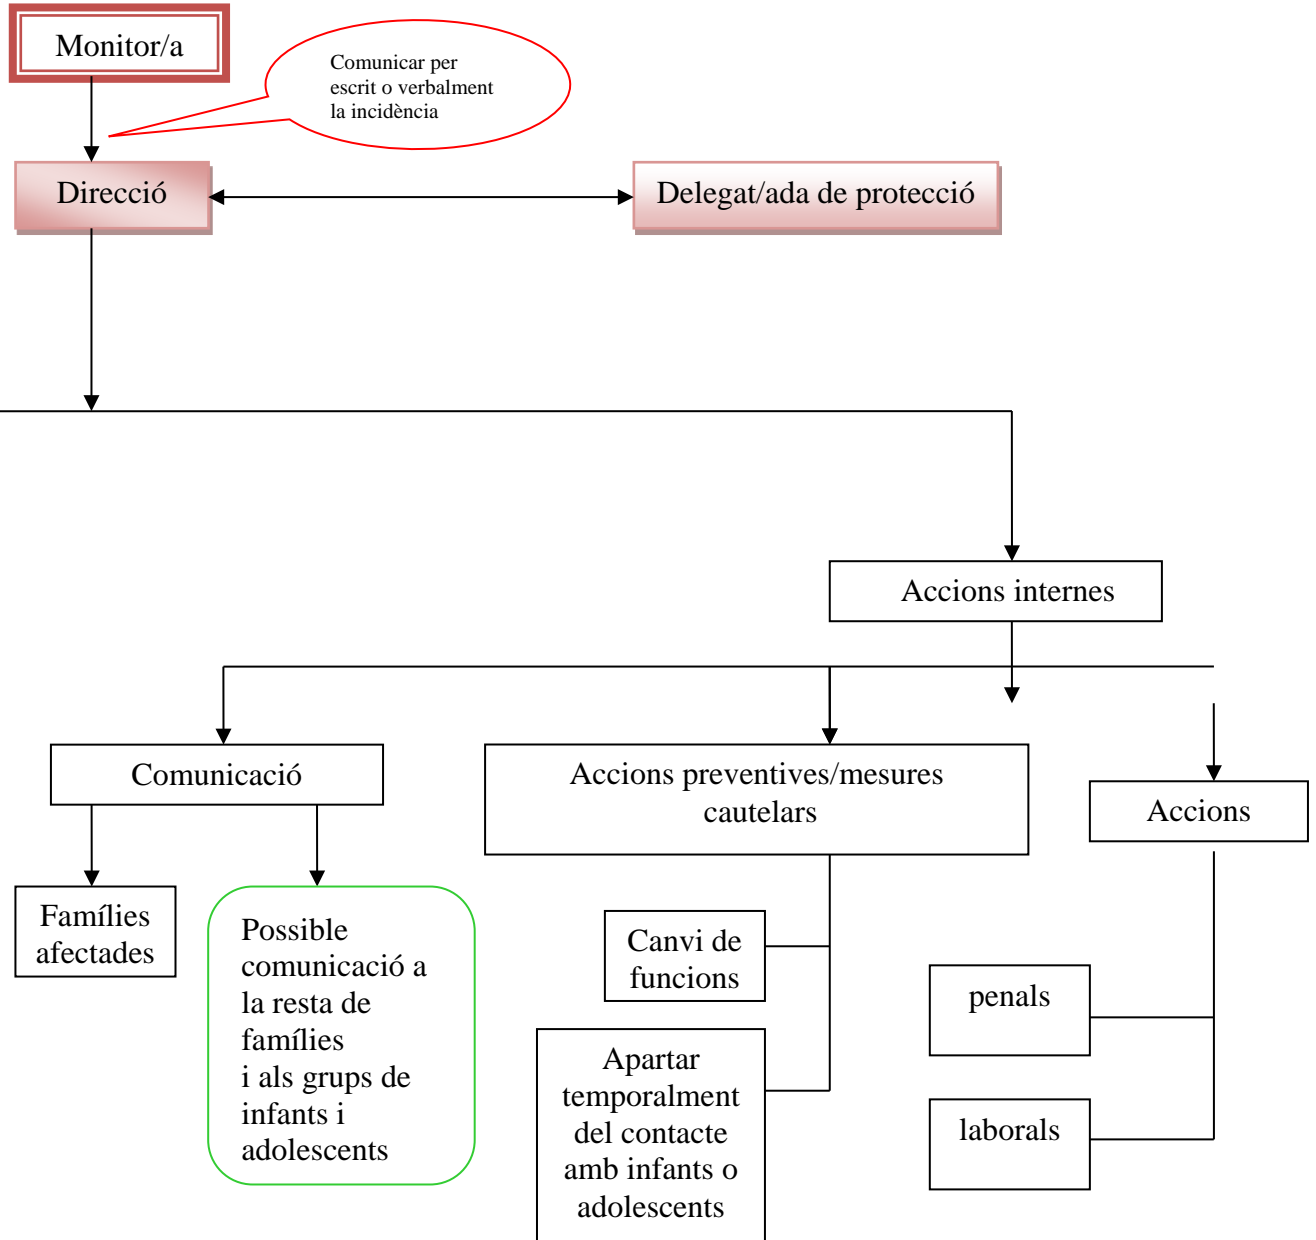 Monitor/a
Comunicar per
escrit o verbalment
la incidència
Direcció
Delegat/ada de protecció
Accions internes
Comunicació
Accions preventives/mesures
cautelars
Accions
Famílies
afectades
Possible
comunicació a
la resta de
famílies
i als grups de
infants i
adolescents
Canvi de
funcions
Apartar
temporalment
del contacte
amb infants o
adolescents
penals
laborals